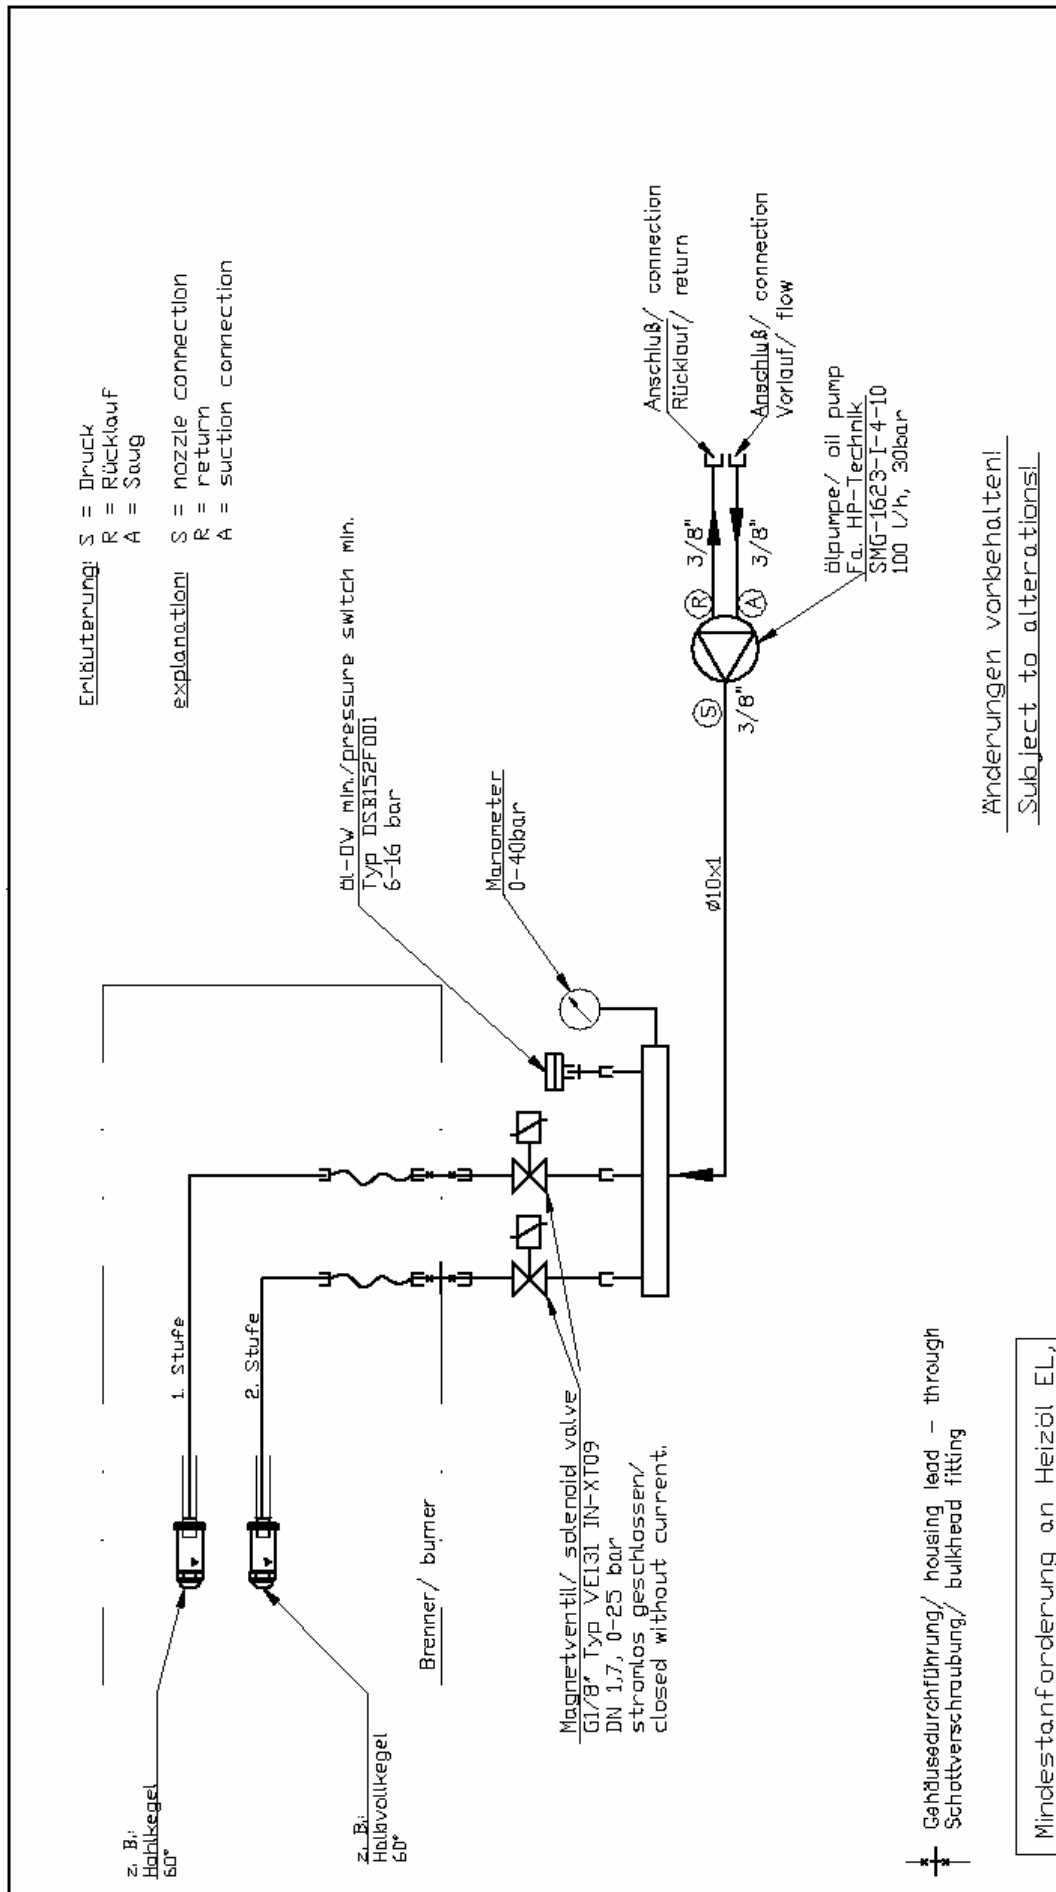 Erläuterung: S = Druck
R = Rücklauf
A = Saug
explanation: S = nozzle connection
R = return
A = suction connection
Öl-DW min./pressure switch min.
Typ DSB152F001
6-16 bar
Manometer
0-40bar
Anschluß/ connection
Rücklauf/ return
Anschluß/ connection
Vorlauf/ flow
R
3/8"
A
3/8"
S
3/8"
Ölpumpe/ oil pump
Fa. HP-Technik
SMG-1623-I-4-10
100 l/h, 30bar
ø10x1
1. Stufe
2. Stufe
Brenner/ burner
z. B.:
Hohlkegel
60°
z. B.:
Halbvollkegel
60°
Magnetventil/ solenoid valve
G1/8" Typ VE131 IN-XT09
DN 1,7, 0-25 bar
stromlos geschlossen/
closed without current.
Änderungen vorbehalten!
Subject to alterations!
Gehäusedurchführung/ housing lead - through
Schottverschraubung/ bulkhead fitting
Mindestanforderung an Heizöl EL,